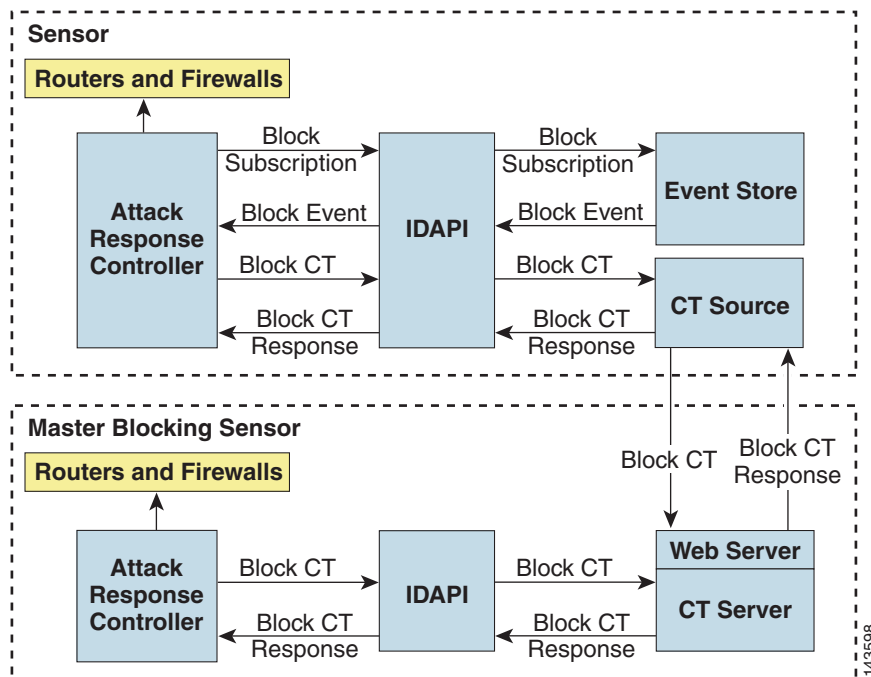 Sensor
Routers and Firewalls
Block
Subscription
Block
Subscription
Attack
Response
Controller
Block Event
IDAPI
Block Event
Event Store
Block CT
Block CT
CT Source
Block CT
Response
Block CT
Response
Master Blocking Sensor
Routers and Firewalls
Block CT
Block CT
Response
Attack
Response
Controller
Block CT
IDAPI
Block CT
Web Server
CT Server
Block CT
Response
Block CT
Response
143598